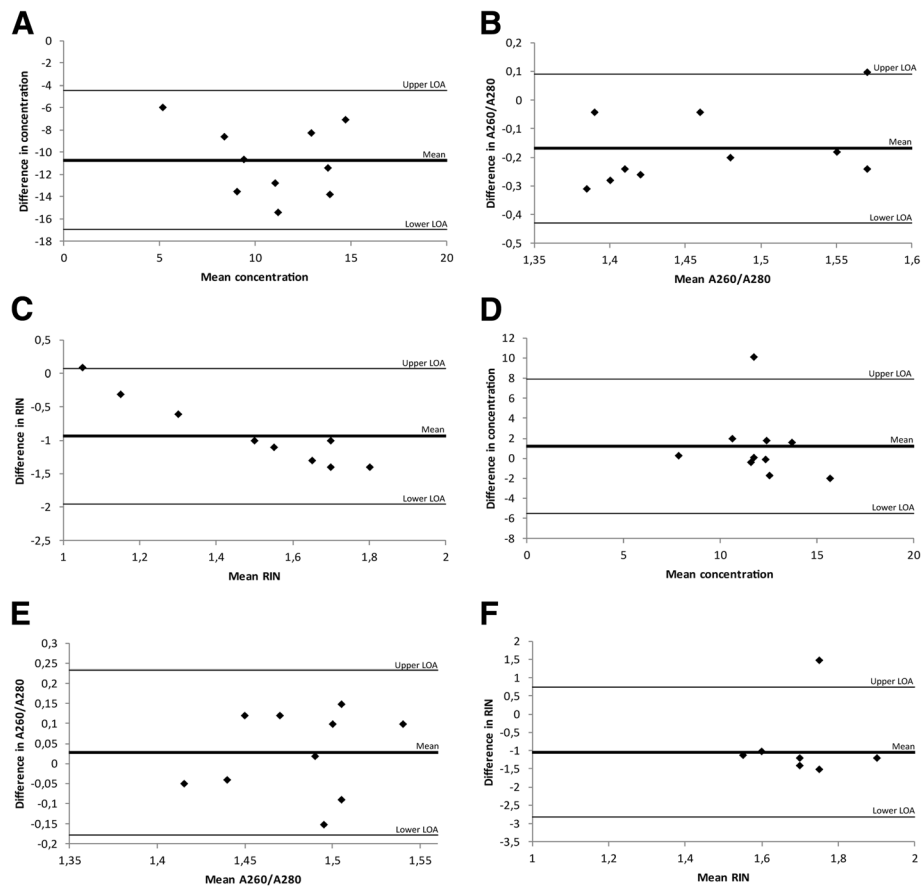 A
0
-2
-4
-6
-8
-10
-12
-14
-16
-18
0
5
10
15
20
Upper LOA
Mean
Lower LOA
Difference in concentration
Mean concentration
B
0,2
0,1
0
-0,1
-0,2
-0,3
-0,4
-0,5
1,35
1,4
1,45
1,5
1,55
1,6
Upper LOA
Mean
Lower LOA
Difference in A260/A280
Mean A260/A280
C
0,5
0
-0,5
-1
-1,5
-2
-2,5
1
1,2
1,4
1,6
1,8
2
Upper LOA
Mean
Lower LOA
Difference in RIN
Mean RIN
D
12
10
8
6
4
2
0
-2
-4
-6
-8
0
5
10
15
20
Upper LOA
Mean
Lower LOA
Difference in concentration
Mean concentration
E
0,3
0,25
0,2
0,15
0,1
0,05
0
-0,05
-0,1
-0,15
-0,2
1,35
1,4
1,45
1,5
1,55
Upper LOA
Mean
Lower LOA
Difference in A260/A280
Mean A260/A280
F
2
1,5
1
0,5
0
-0,5
-1
-1,5
-2
-2,5
-3
-3,5
1
1,2
1,4
1,6
1,8
2
Upper LOA
Mean
Lower LOA
Difference in RIN
Mean RIN